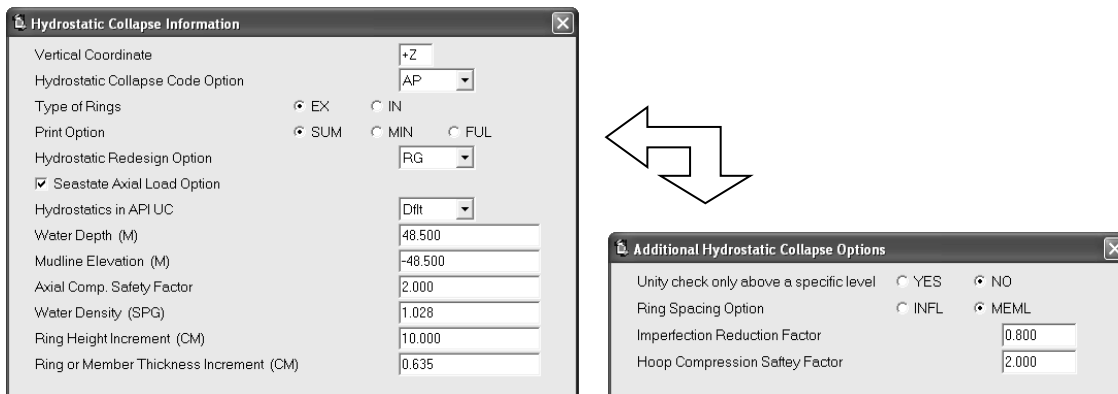 Hydrostatic Collapse Information
Vertical Coordinate +Z
Hydrostatic Collapse Code Option AP
Type of Rings EX IN
Print Option SUM MIN FUL
Hydrostatic Redesign Option RG
Seastate Axial Load Option
Hydrostatics in API UC Dflt
Water Depth (M) 48.500
Mudline Elevation (M) -48.500
Axial Comp. Safety Factor 2.000
Water Density (SPG) 1.028
Ring Height Increment (CM) 10.000
Ring or Member Thickness Increment (CM) 0.635
Additional Hydrostatic Collapse Options
Unity check only above a specific level YES NO
Ring Spacing Option INFL MEML
Imperfection Reduction Factor 0.800
Hoop Compression Saftey Factor 2.000